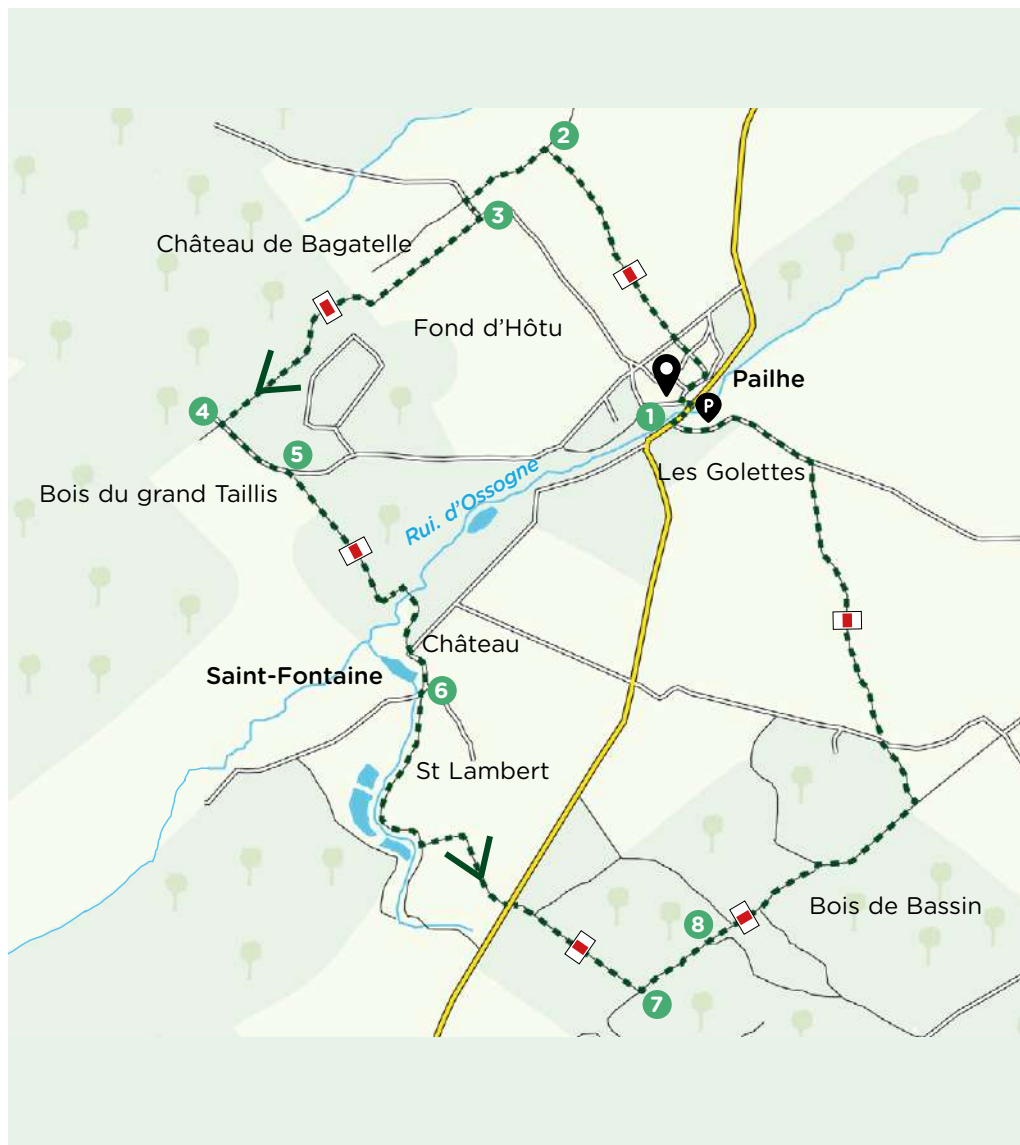 2
3
Château de Bagatelle
Fond d'Hôtu
Pailhe
P
1
4
5
Les Golettes
Bois du grand Taillis
Rui. d'Ossogne
Château
Saint-Fontaine
6
St Lambert
Bois de Bassin
8
7